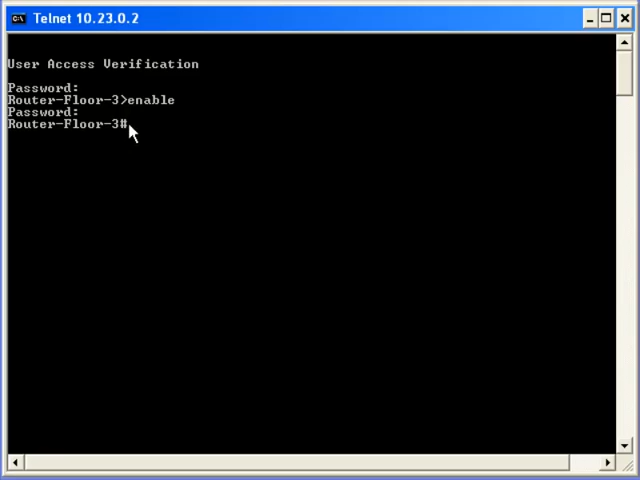 Telnet 10.23.0.2
User Access Verification
Password:
Router-Floor-3>enable
Password:
Router-Floor-3#